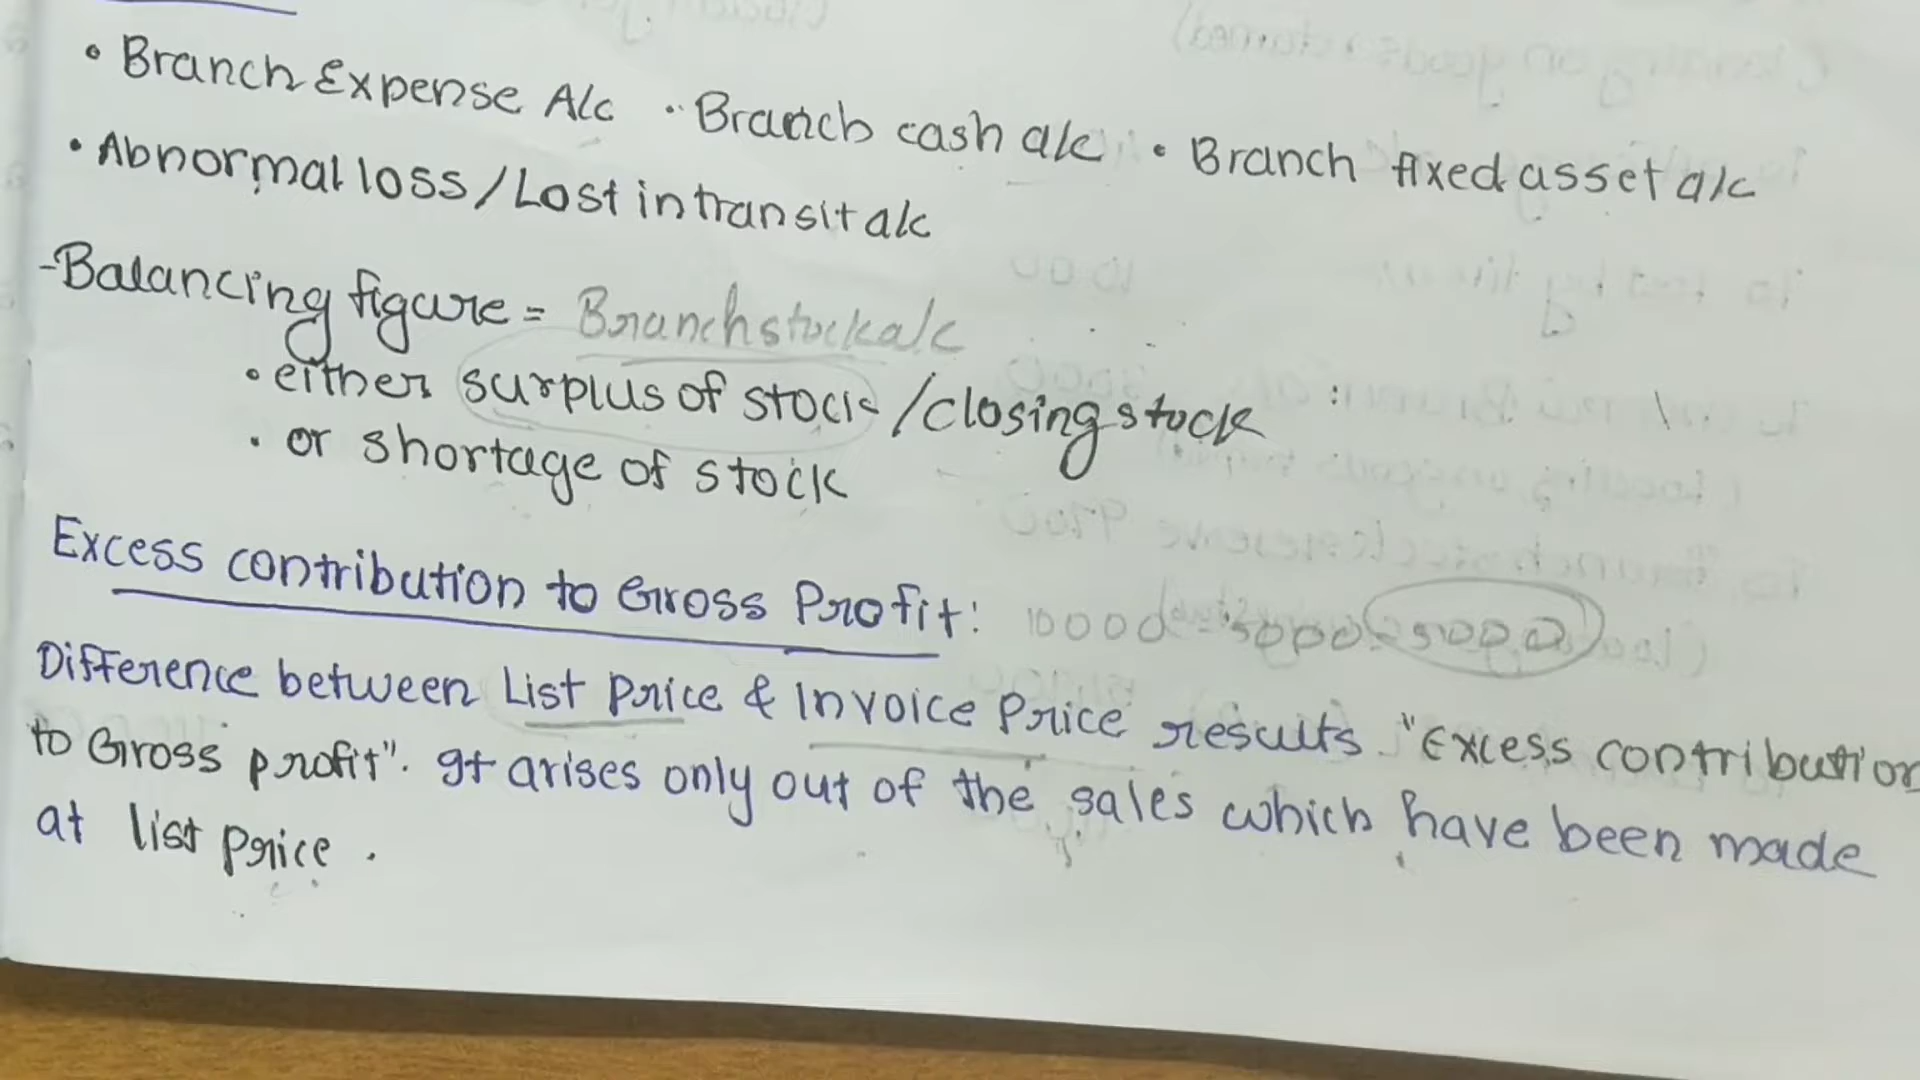 • Branch Expense A/c • Branch cash a/c • Branch fixed asset a/c
• Abnormal loss / Lost in transit a/c
- Balancing figure = Branch stock a/c
• either surplus of stock / closing stock
• or shortage of stock
Excess contribution to Gross Profit:
10000 - 5000 = 5000
Difference between List Price & Invoice Price results "Excess contribution
to Gross profit". It arises only out of the sales which have been made
at list price.